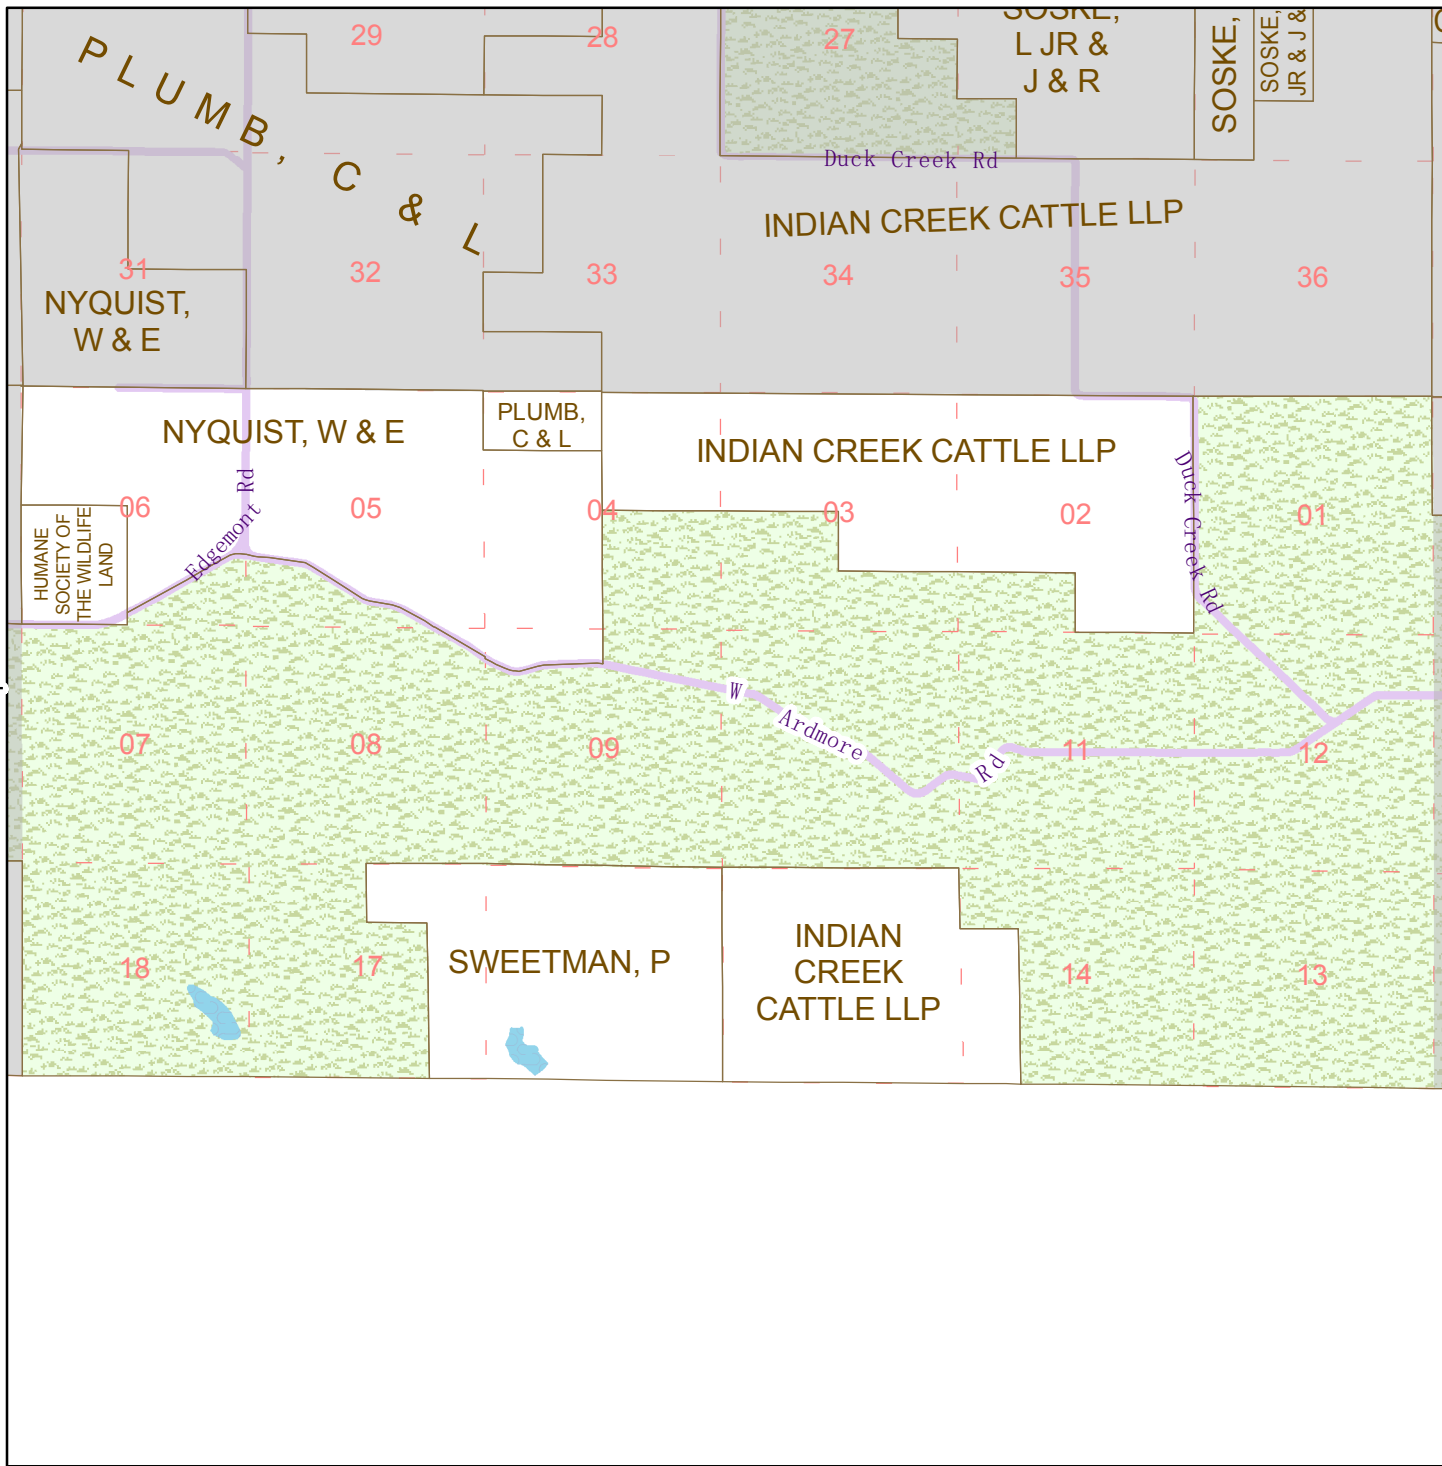 29
28
27
SOSKE,
L JR &
J & R
SOSKE,
SOSKE,
JR & J &
PLUMB, C & L
Duck Creek Rd
INDIAN CREEK CATTLE LLP
31
32
33
34
35
36
NYQUIST,
W & E
NYQUIST, W & E
PLUMB,
C & L
INDIAN CREEK CATTLE LLP
Duck Creek Rd
Edgemont Rd
06
05
04
03
02
01
HUMANE
SOCIETY OF
THE WILDLIFE
LAND
W Ardmore Rd
07
08
09
11
12
SWEETMAN, P
INDIAN
CREEK
CATTLE LLP
18
17
14
13